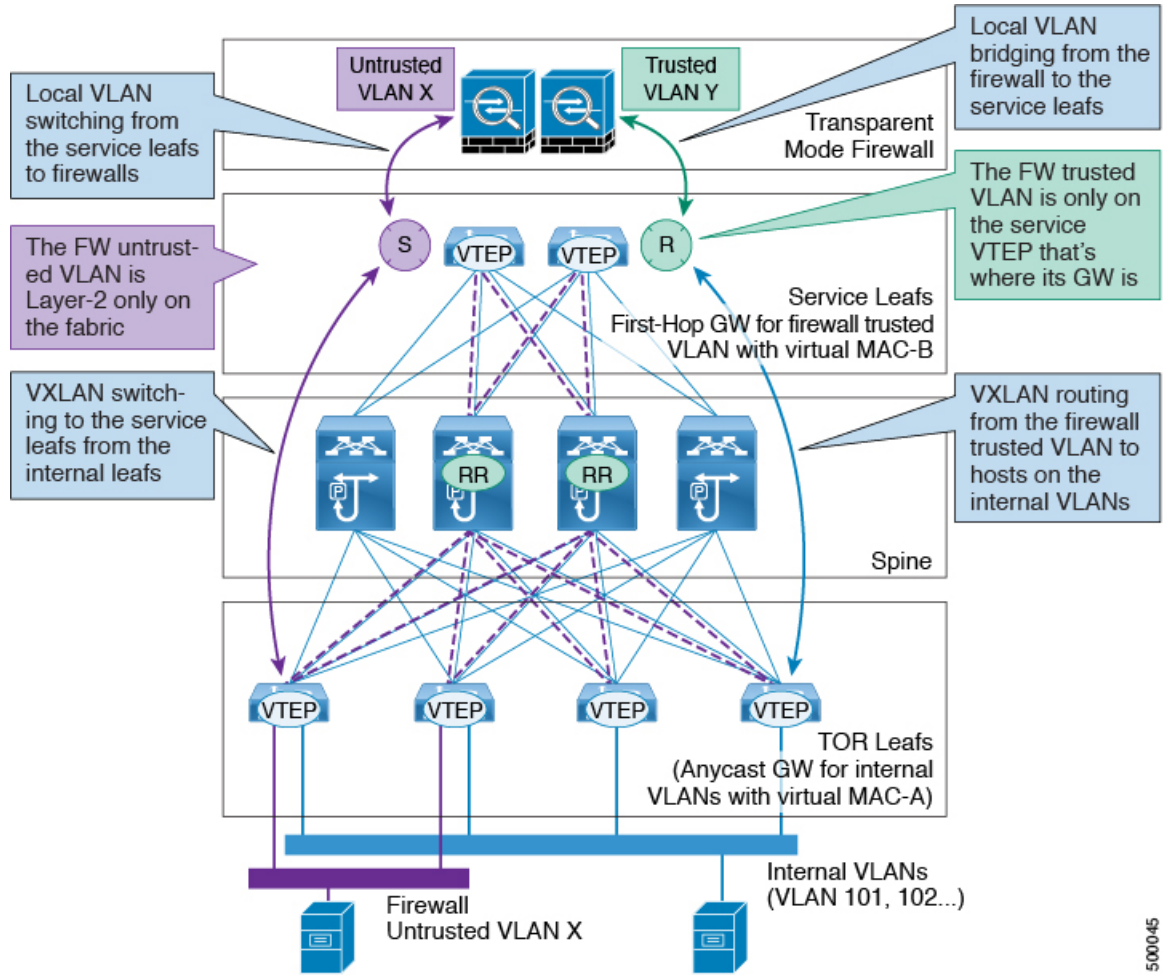 Untrusted
VLAN X
Trusted
VLAN Y
Local VLAN
bridging from the
firewall to the
service leafs
Local VLAN
switching from
the service leafs
to firewalls
Transparent
Mode Firewall
The FW trusted
VLAN is only on
the service
VTEP that's
where its GW is
The FW untrust-
ed VLAN is
Layer-2 only on
the fabric
S
VTEP
VTEP
R
Service Leafs
First-Hop GW for firewall trusted
VLAN with virtual MAC-B
VXLAN switch-
ing to the service
leafs from the
internal leafs
VXLAN routing
from the firewall
trusted VLAN to
hosts on the
internal VLANs
P
RR
P
RR
P
P
Spine
VTEP
VTEP
VTEP
VTEP
TOR Leafs
(Anycast GW for internal
VLANs with virtual MAC-A)
Internal VLANs
(VLAN 101, 102...)
Firewall
Untrusted VLAN X
500045